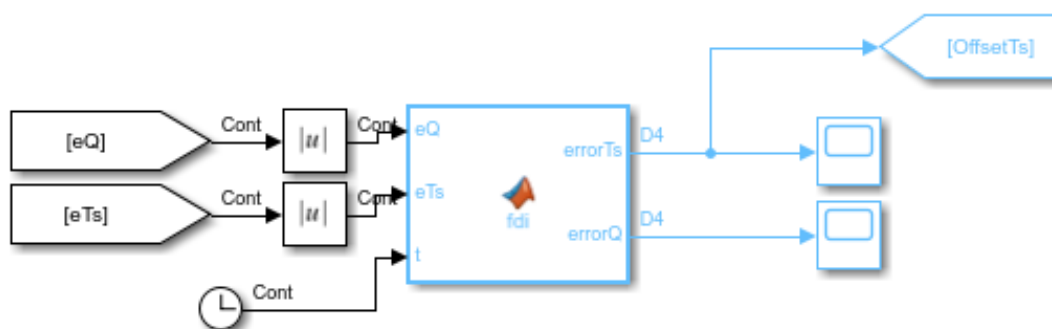 [OffsetTs]
[eQ]
Cont
|u|
Cont
eQ
errorTs
D4
[eTs]
Cont
|u|
Cont
eTs
fdi
errorQ
D4
t
Cont